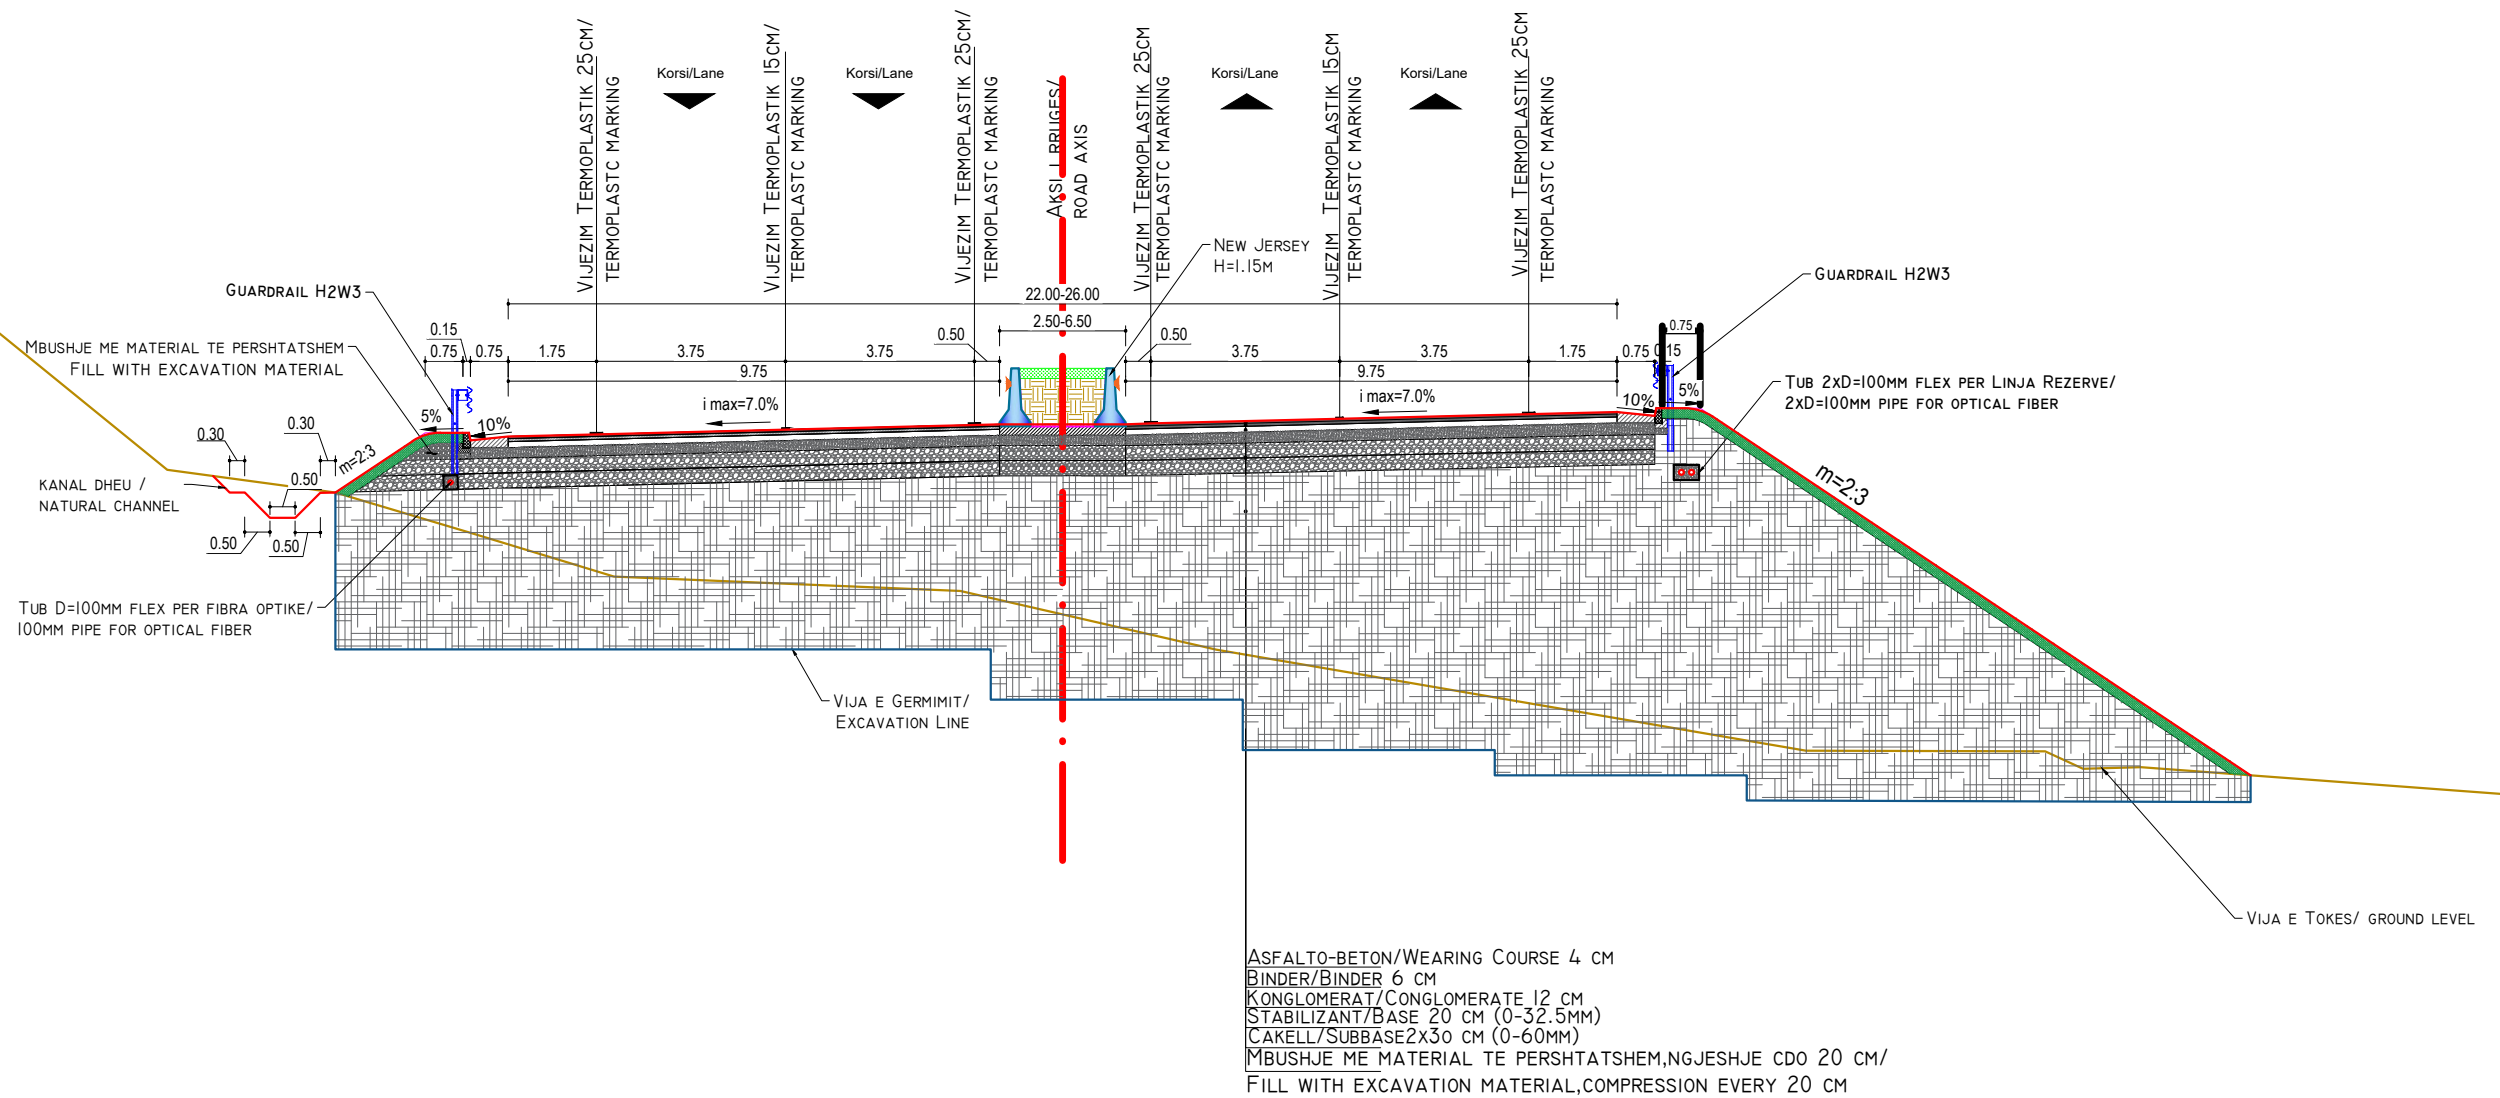 VIJEZIM TERMOPLASTIK 25CM/
TERMOPLASTC MARKING
Korsi/Lane
VIJEZIM TERMOPLASTIK 15CM/
TERMOPLASTC MARKING
Korsi/Lane
VIJEZIM TERMOPLASTIK 25CM/
TERMOPLASTC MARKING
AKSI I RRUGES/
ROAD AXIS
VIJEZIM TERMOPLASTIK 25CM
TERMOPLASTC MARKING
Korsi/Lane
VIJEZIM TERMOPLASTIK 15CM
TERMOPLASTC MARKING
Korsi/Lane
VIJEZIM TERMOPLASTIK 25CM
TERMOPLASTC MARKING
NEW JERSEY
H=1.15M
GUARDRAIL H2W3
GUARDRAIL H2W3
22.00-26.00
2.50-6.50
0.15
0.75
0.75
1.75
3.75
3.75
0.50
0.50
3.75
3.75
1.75
0.75
0.15
0.75
9.75
9.75
MBUSHJE ME MATERIAL TE PERSHTATSHEM
FILL WITH EXCAVATION MATERIAL
i max=7.0%
i max=7.0%
5%
10%
10%
5%
TUB 2XD=100MM FLEX PER LINJA REZERVE/
2XD=100MM PIPE FOR OPTICAL FIBER
0.30
0.30
m=2:3
m=2:3
KANAL DHEU /
NATURAL CHANNEL
0.50
0.50
0.50
TUB D=100MM FLEX PER FIBRA OPTIKE/
100MM PIPE FOR OPTICAL FIBER
VIJA E GERMIMIT/
EXCAVATION LINE
VIJA E TOKES/ GROUND LEVEL
ASFALTO-BETON/WEARING COURSE 4 CM
BINDER/BINDER 6 CM
KONGLOMERAT/CONGLOMERATE 12 CM
STABILIZANT/BASE 20 CM (0-32.5MM)
CAKELL/SUBBASE2X30 CM (0-60MM)
MBUSHJE ME MATERIAL TE PERSHTATSHEM,NGJESHJE CDO 20 CM/
FILL WITH EXCAVATION MATERIAL,COMPRESSION EVERY 20 CM